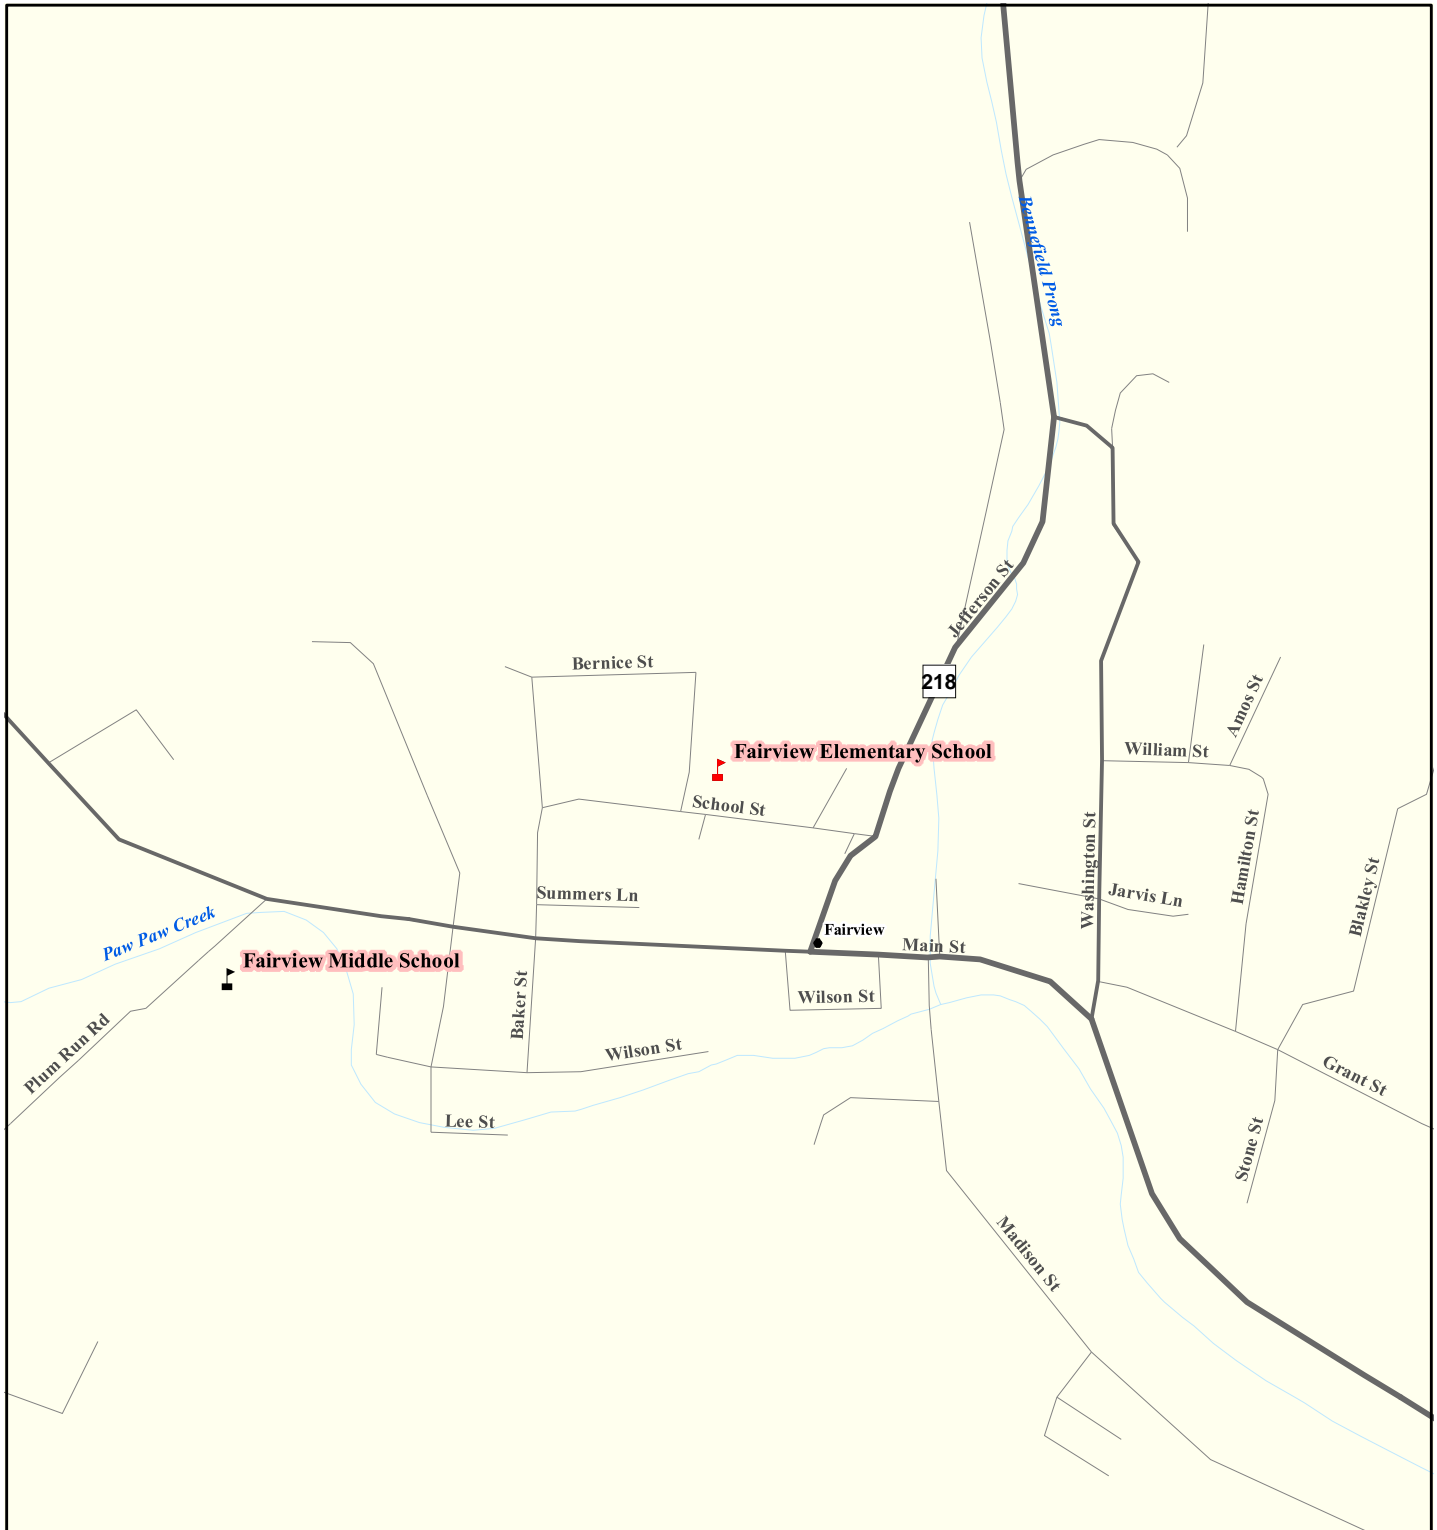 Bennefield Prong
Jefferson St
Bernice St
218
Amos St
William St
Fairview Elementary School
School St
Washington St
Hamilton St
Summers Ln
Jarvis Ln
Blakley St
Paw Paw Creek
Fairview
Main St
Fairview Middle School
Wilson St
Baker St
Plum Run Rd
Wilson St
Grant St
Lee St
Stone St
Madison St